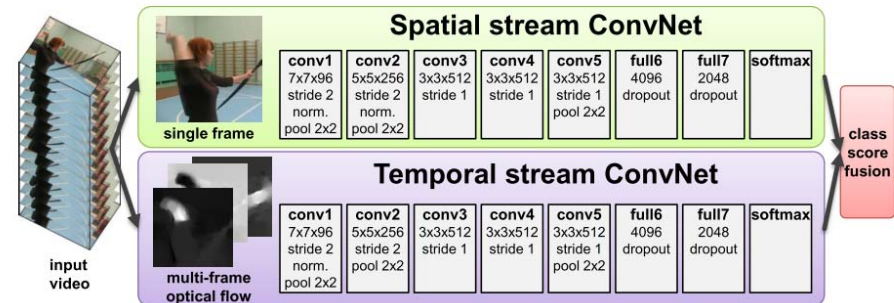 input
video
Spatial stream ConvNet
single frame
conv1
7x7x96
stride 2
norm.
pool 2x2
conv2
5x5x256
stride 2
norm.
pool 2x2
conv3
3x3x512
stride 1
conv4
3x3x512
stride 1
conv5
3x3x512
stride 1
pool 2x2
full6
4096
dropout
full7
2048
dropout
softmax
Temporal stream ConvNet
multi-frame
optical flow
conv1
7x7x96
stride 2
norm.
pool 2x2
conv2
5x5x256
stride 2
pool 2x2
conv3
3x3x512
stride 1
conv4
3x3x512
stride 1
conv5
3x3x512
stride 1
pool 2x2
full6
4096
dropout
full7
2048
dropout
softmax
class
score
fusion